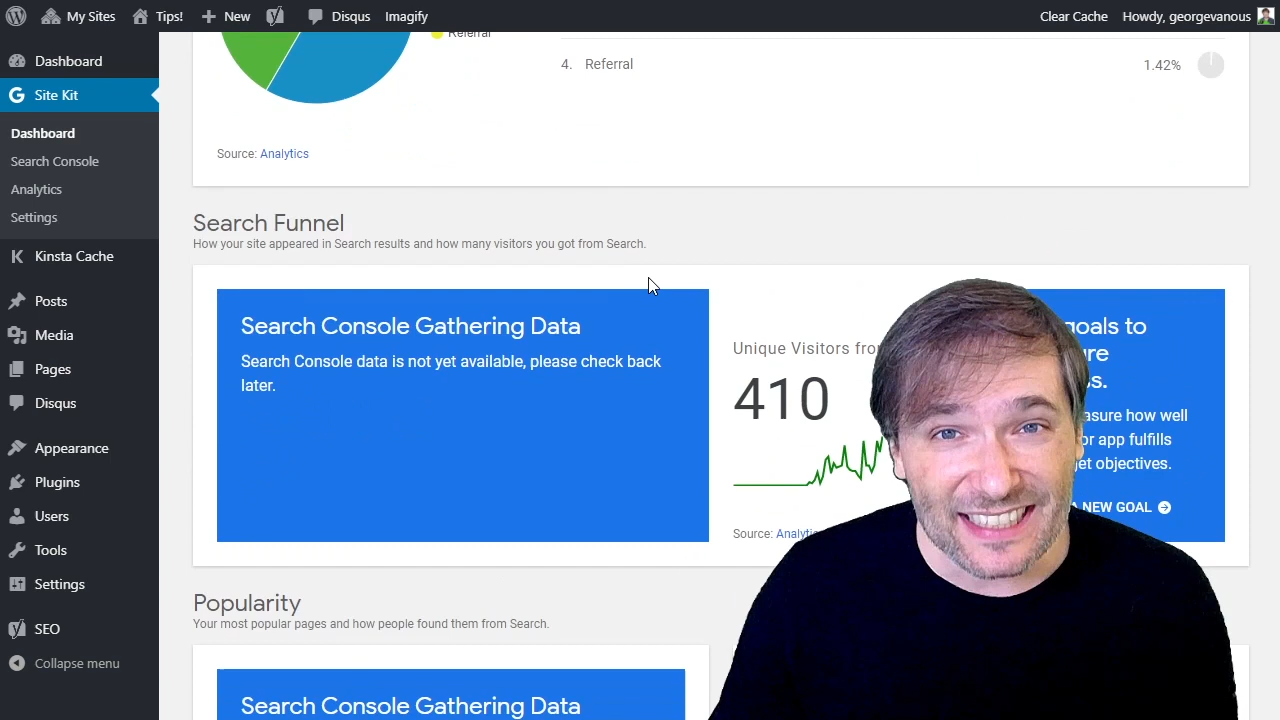 My Sites
Tips!
New
Disqus
Imagify
Clear Cache
Howdy, georgevanous
Dashboard
Site Kit
Dashboard
Search Console
Analytics
Settings
Kinsta Cache
Posts
Media
Pages
Disqus
Appearance
Plugins
Users
Tools
Settings
SEO
Collapse menu
Referral
4. Referral
1.42%
Source: Analytics
Search Funnel
How your site appeared in Search results and how many visitors you got from Search.
Search Console Gathering Data
Search Console data is not yet available, please check back
later.
Unique Visitors
410
Source:
goals to
s.
how well
or app fulfills
objectives.
A NEW GOAL
Popularity
Your most popular pages and how people found them from Search.
Search Console Gathering Data